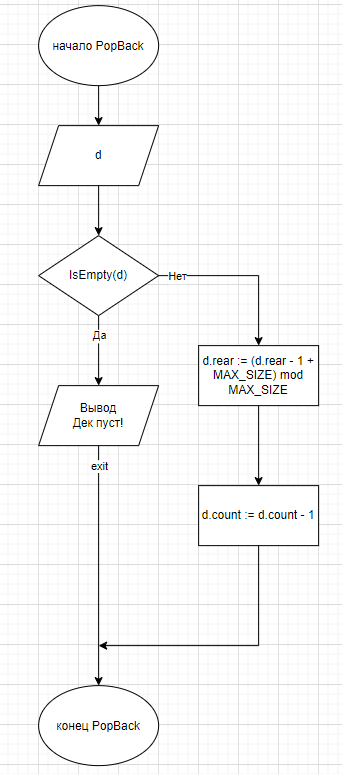 начало PopBack
d
IsEmpty(d)
Нет
Да
d.rear := (d.rear - 1 +
MAX_SIZE) mod
MAX_SIZE
Вывод
Дек пуст!
exit
d.count := d.count - 1
конец PopBack